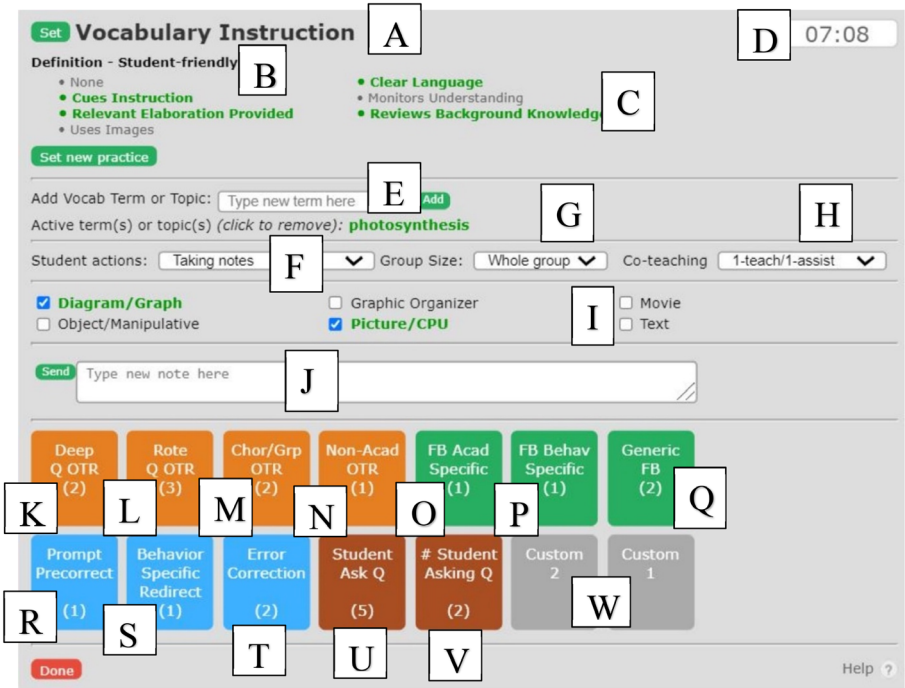 Set Vocabulary Instruction A D 07:08
Definition - Student-friendly B
• None • Clear Language
• Cues Instruction • Monitors Understanding C
• Relevant Elaboration Provided • Reviews Background Knowledge
• Uses Images
Set new practice
Add Vocab Term or Topic: Type new term here E Add
Active term(s) or topic(s) (click to remove): photosynthesis G H
Student actions: Taking notes F Group Size: Whole group Co-teaching 1-teach/1-assist
Diagram/Graph Graphic Organizer Movie
Object/Manipulative Picture/CPU I Text
Send Type new note here J
Deep Q OTR (2) Rote Q OTR (3) Chor/Grp OTR (2) Non-Acad OTR (1) FB Acad Specific (1) FB Behav Specific (1) Generic FB (2)
K L M N O P Q
Prompt Precorrect (1) Behavior Specific Redirect (1) Error Correction (2) Student Ask Q (5) # Student Asking Q (2) Custom 2 Custom 1
R S T U V W
Done Help ?